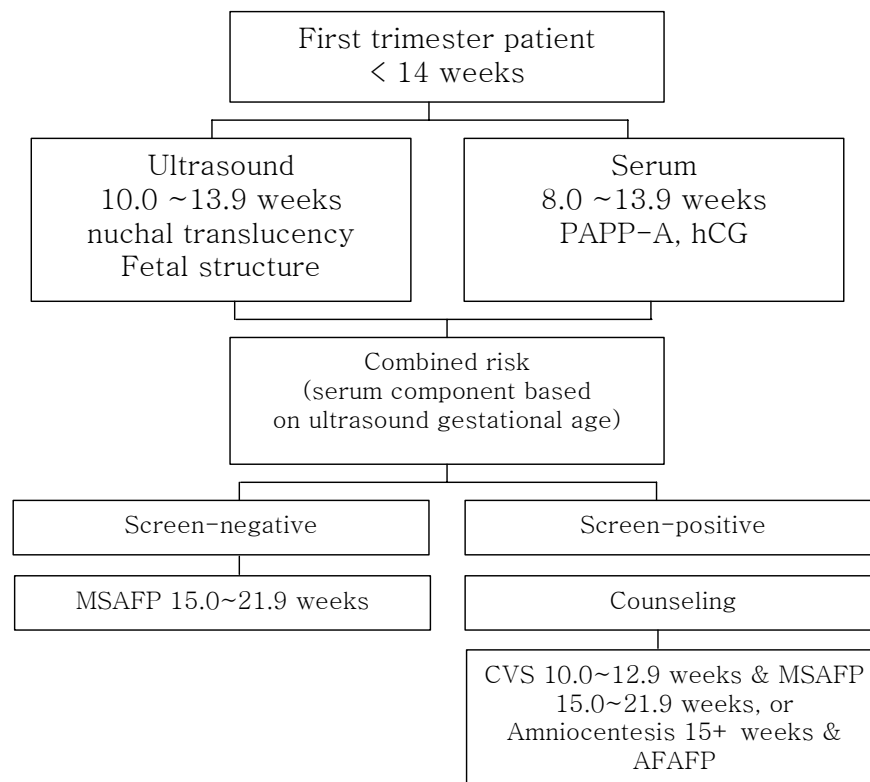 First trimester patient
< 14 weeks
Ultrasound
10.0 ~13.9 weeks
nuchal translucency
Fetal structure
Serum
8.0 ~13.9 weeks
PAPP-A, hCG
Combined risk
(serum component based
on ultrasound gestational age)
Screen-negative
Screen-positive
MSAFP 15.0~21.9 weeks
Counseling
CVS 10.0~12.9 weeks & MSAFP
15.0~21.9 weeks, or
Amniocentesis 15+ weeks &
AFAFP